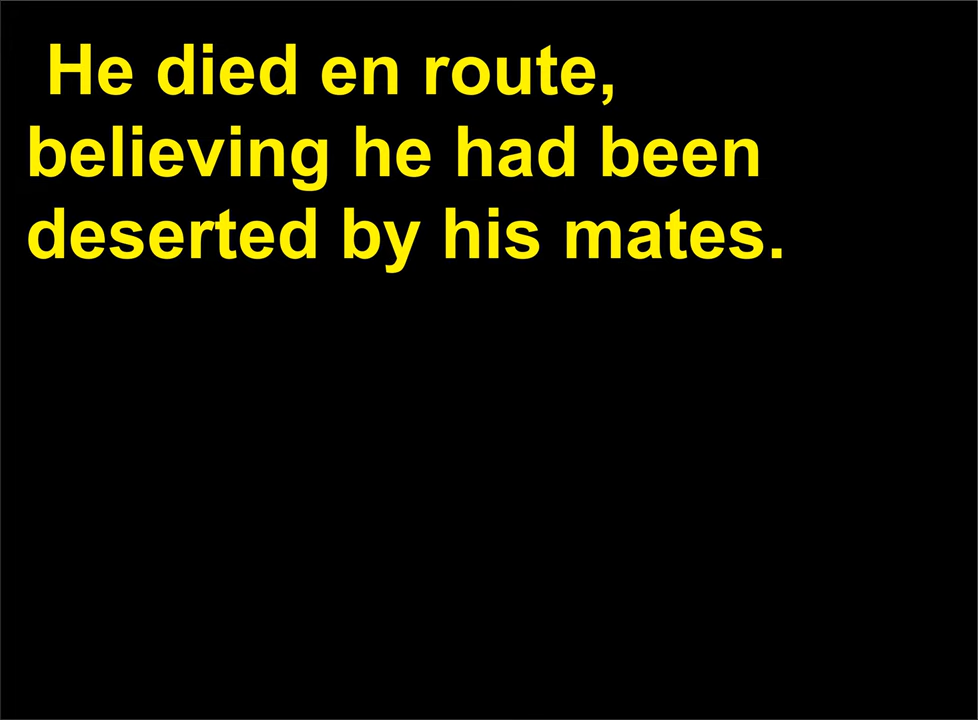 He died en route,
believing he had been
deserted by his mates.